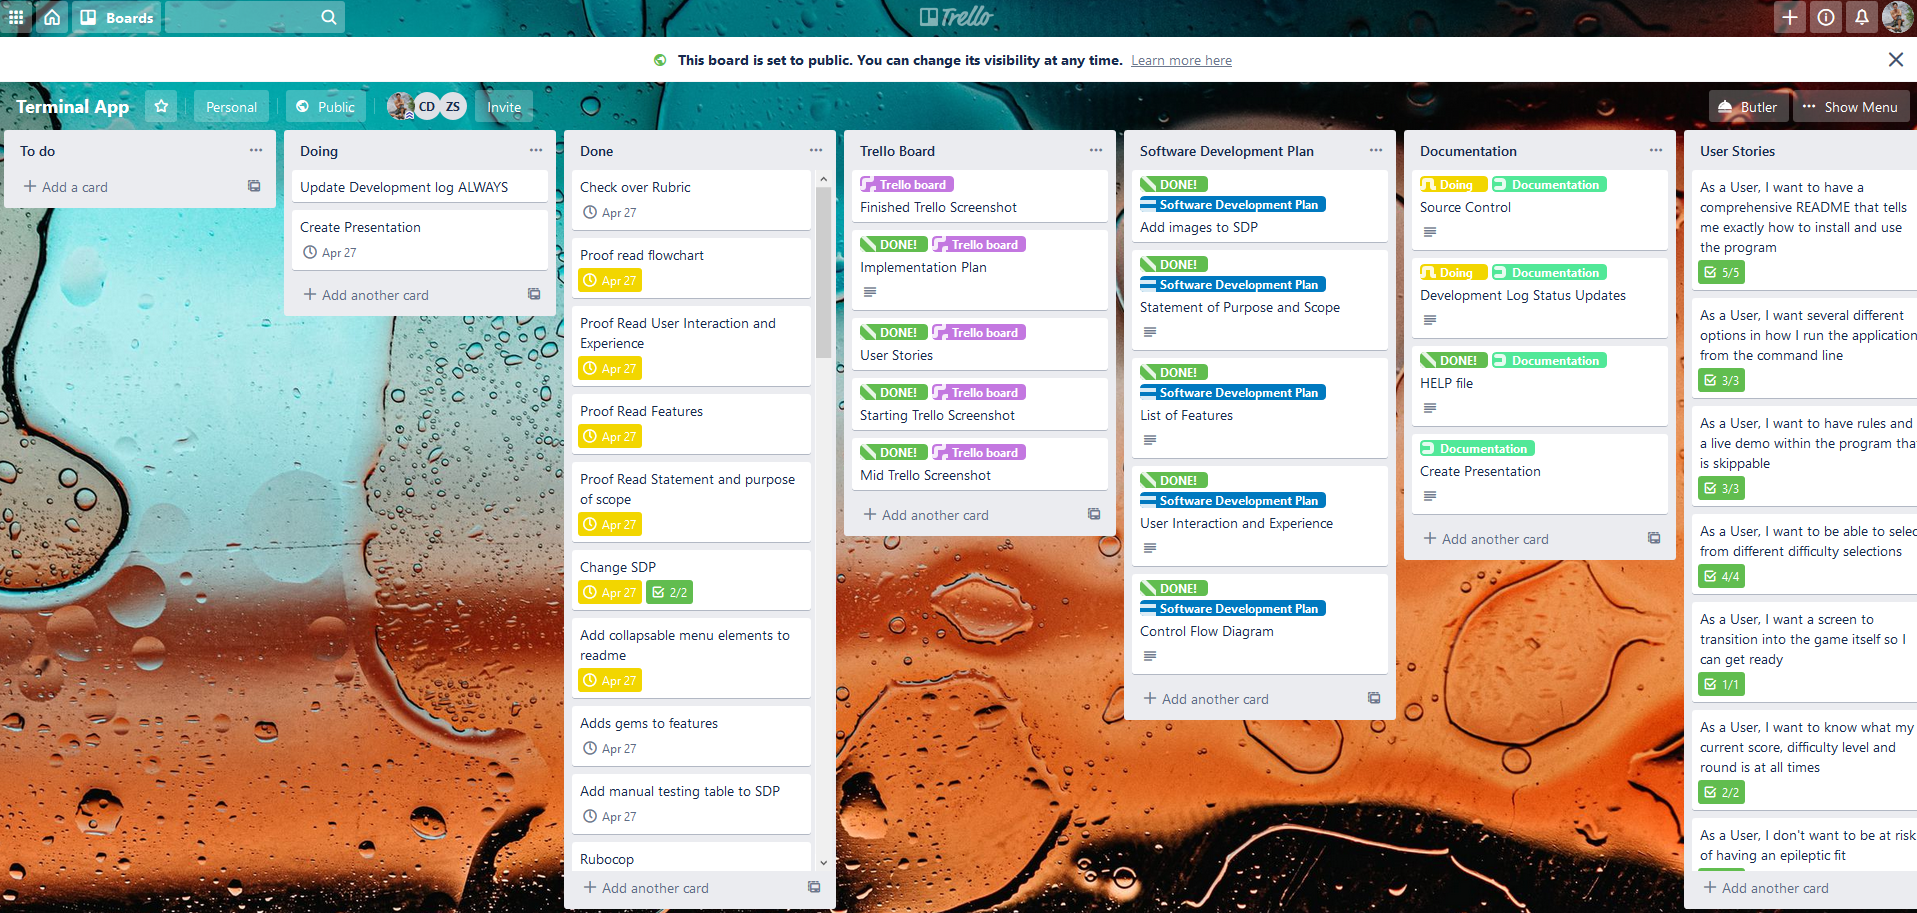 Boards
Trello
This board is set to public. You can change its visibility at any time. Learn more here
Terminal App
Personal
Public
CD
ZS
Invite
Butler
Show Menu
To do
Add a card
Doing
Update Development log ALWAYS
Create Presentation
Apr 27
Add another card
Done
Check over Rubric
Apr 27
Proof read flowchart
Apr 27
Proof Read User Interaction and
Experience
Apr 27
Proof Read Features
Apr 27
Proof Read Statement and purpose
of scope
Apr 27
Change SDP
Apr 27 2/2
Add collapsable menu elements to
readme
Apr 27
Adds gems to features
Apr 27
Add manual testing table to SDP
Apr 27
Rubocop
Add another card
Trello Board
Trello board
Finished Trello Screenshot
DONE! Trello board
Implementation Plan
DONE! Trello board
User Stories
DONE! Trello board
Starting Trello Screenshot
DONE! Trello board
Mid Trello Screenshot
Add another card
Software Development Plan
DONE!
Software Development Plan
Add images to SDP
DONE!
Software Development Plan
Statement of Purpose and Scope
DONE!
Software Development Plan
List of Features
DONE!
Software Development Plan
User Interaction and Experience
DONE!
Software Development Plan
Control Flow Diagram
Add another card
Documentation
Doing Documentation
Source Control
Doing Documentation
Development Log Status Updates
DONE! Documentation
HELP file
Documentation
Create Presentation
Add another card
User Stories
As a User, I want to have a
comprehensive README that tells
me exactly how to install and use
the program
5/5
As a User, I want several different
options in how I run the application
from the command line
3/3
As a User, I want to have rules and
a live demo within the program tha
is skippable
3/3
As a User, I want to be able to selec
from different difficulty selections
4/4
As a User, I want a screen to
transition into the game itself so I
can get ready
1/1
As a User, I want to know what my
current score, difficulty level and
round is at all times
2/2
As a User, I don't want to be at risk
of having an epileptic fit
Add another card